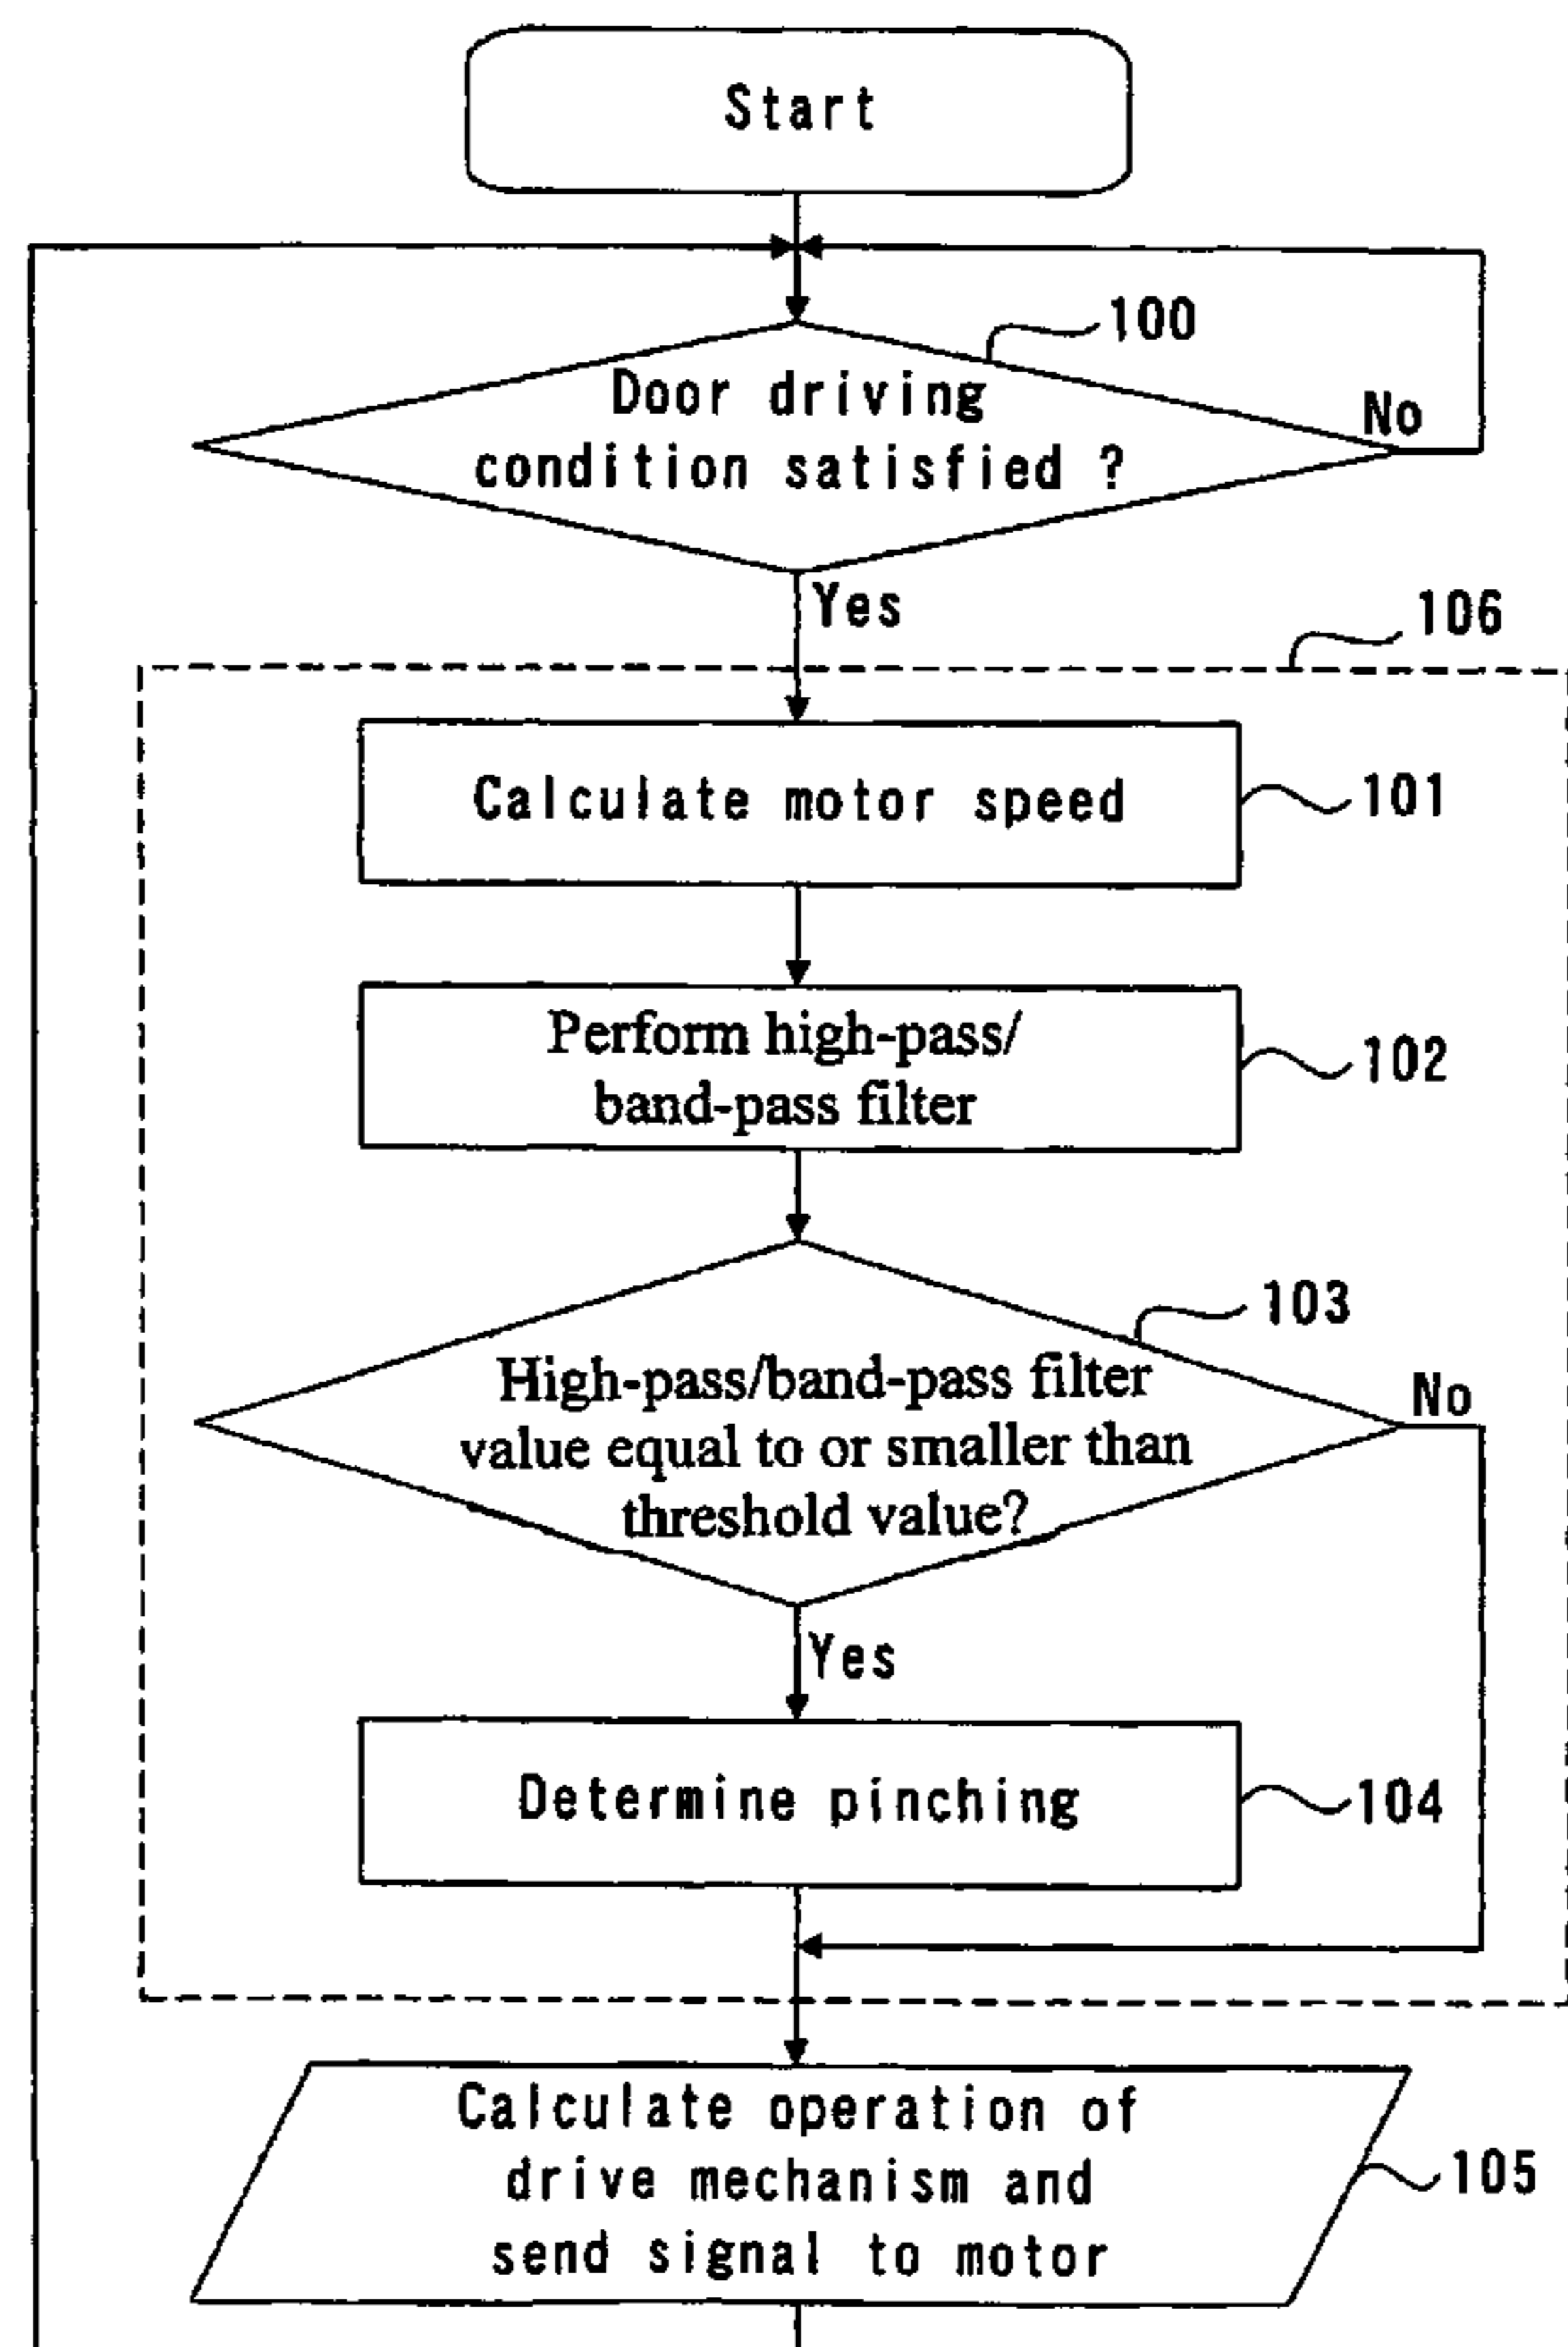 Start
100
Door driving
condition satisfied ?
No
Yes
106
Calculate motor speed
101
Perform high-pass/
band-pass filter
102
103
High-pass/band-pass filter
value equal to or smaller than
threshold value?
No
Yes
Determine pinching
104
Calculate operation of
drive mechanism and
send signal to motor
105